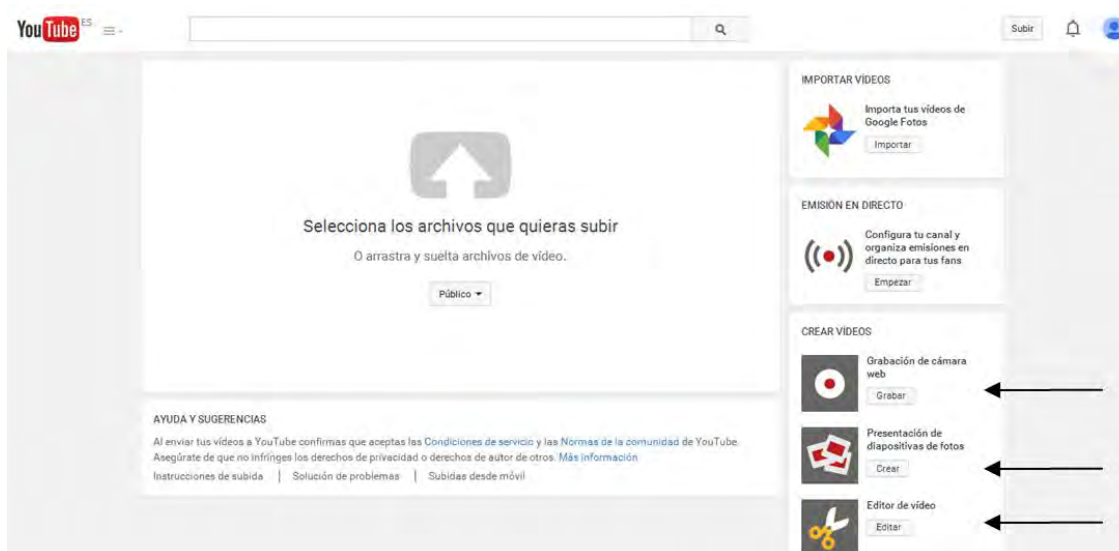 YouTube ES
Subir
Selecciona los archivos que quieras subir
O arrastra y suelta archivos de vídeo.
Público
AYUDA Y SUGERENCIAS
Al enviar tus vídeos a YouTube confirmas que aceptas las Condiciones de servicio y las Normas de la comunidad de YouTube.
Asegúrate de que no infringes los derechos de privacidad o derechos de autor de otros. Más información
Instrucciones de subida | Solución de problemas | Subidas desde móvil
IMPORTAR VÍDEOS
Importa tus vídeos de
Google Fotos
Importar
EMISIÓN EN DIRECTO
Configura tu canal y
organiza emisiones en
directo para tus fans
Empezar
CREAR VÍDEOS
Grabación de cámara
web
Grabar
Presentación de
diapositivas de fotos
Crear
Editor de vídeo
Editar